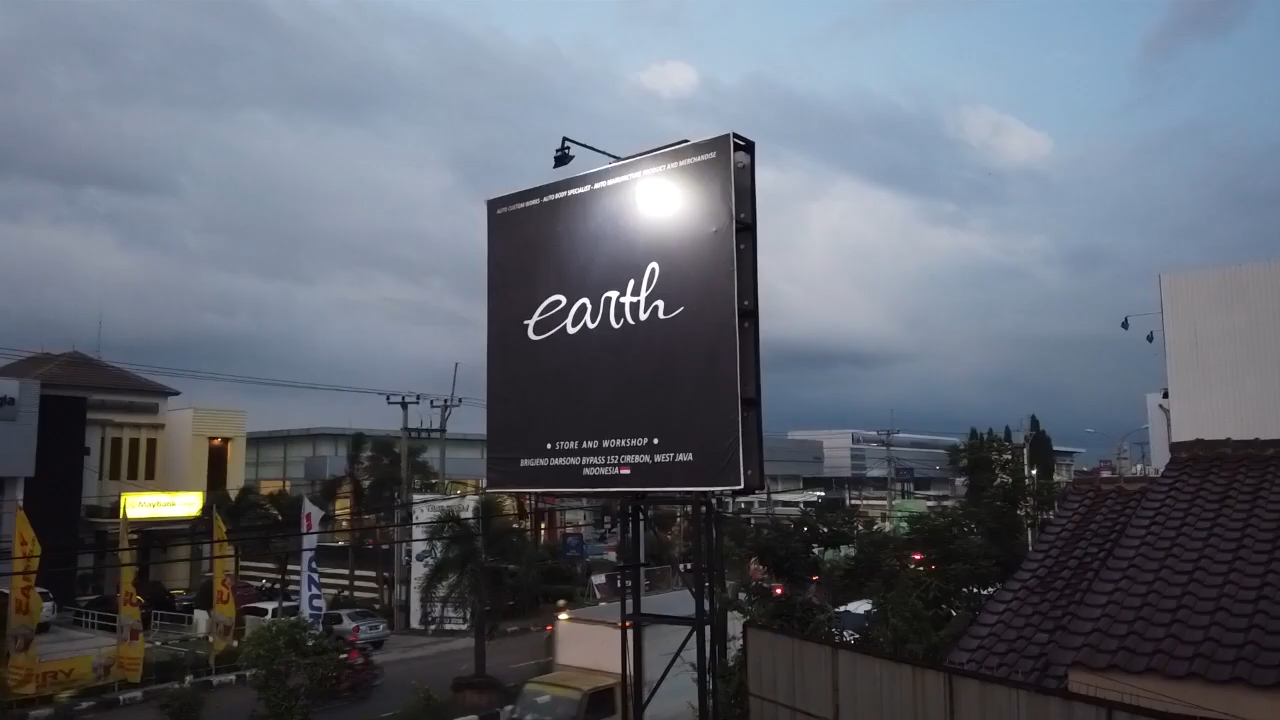 AUTO CUSTOM WORKS - AUTO BODY SPECIALIST - AUTO MANUFACTURE PRODUCT AND MERCHANDISE
earth
• STORE AND WORKSHOP •
BRIGJEND DARSONO BYPASS 152 CIREBON, WEST JAVA
INDONESIA
Maybank